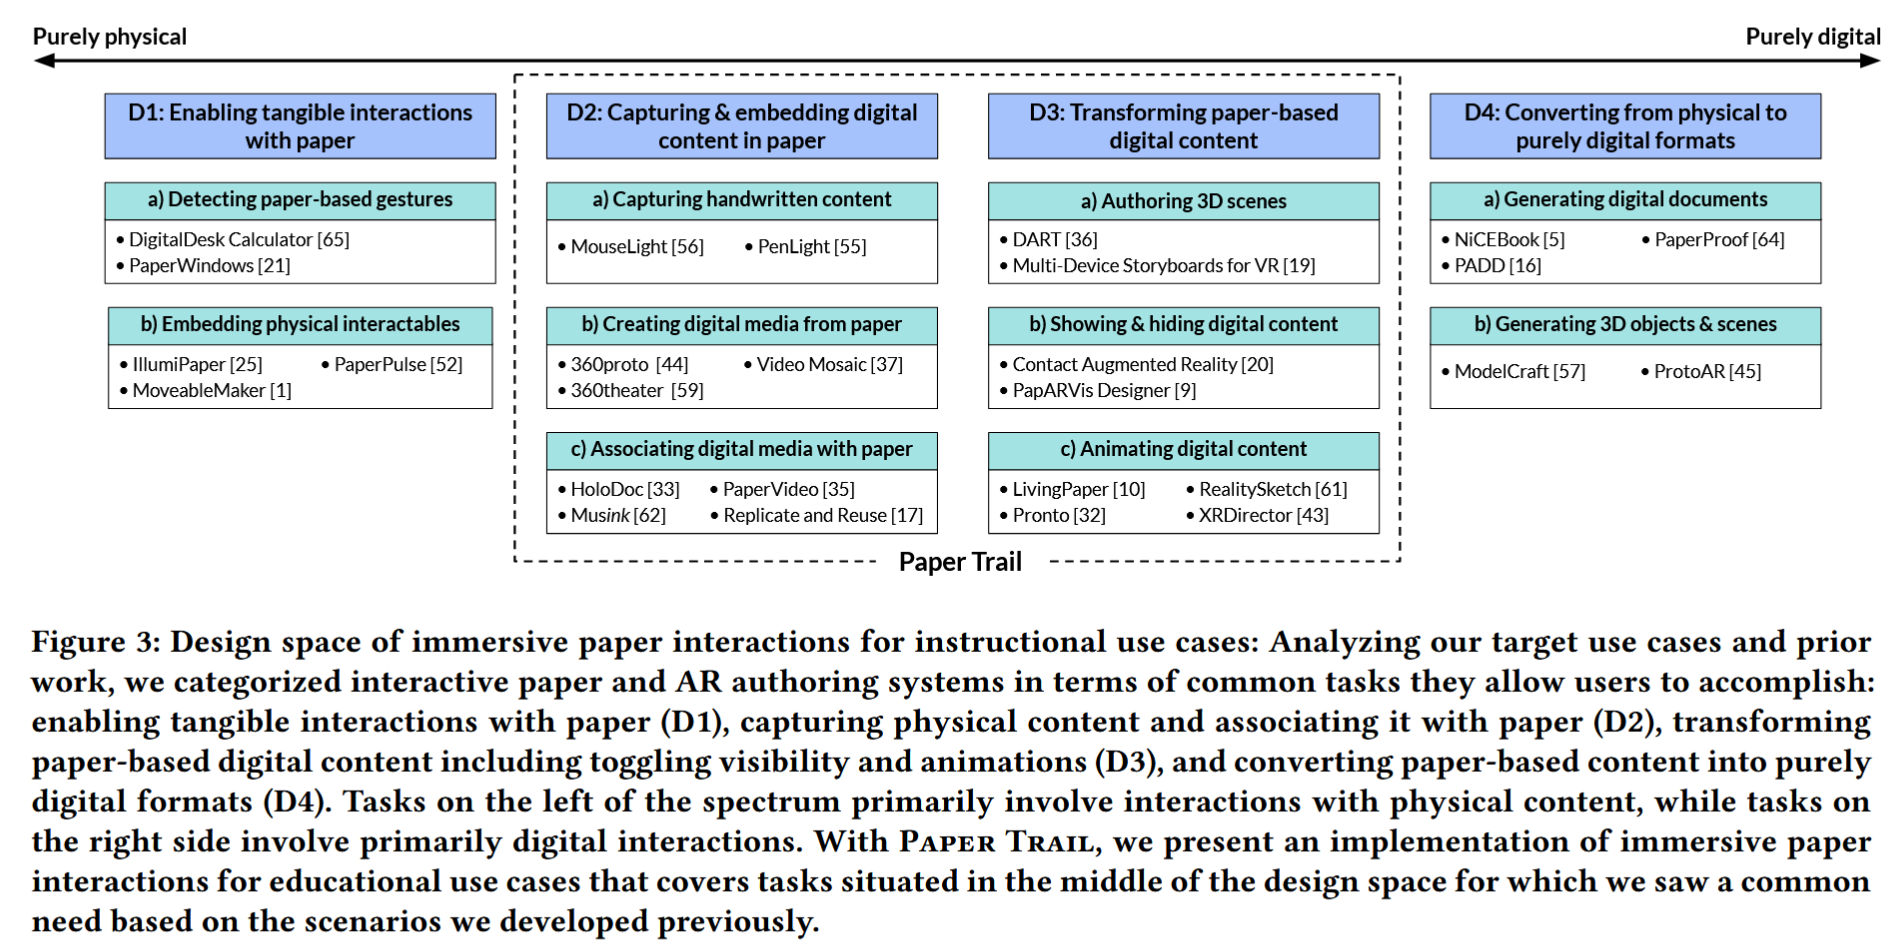 Purely physical
Purely digital
D1: Enabling tangible interactions
with paper
a) Detecting paper-based gestures
• DigitalDesk Calculator [65]
• PaperWindows [21]
b) Embedding physical interactables
• IllumiPaper [25] • PaperPulse [52]
• MoveableMaker [1]
D2: Capturing & embedding digital
content in paper
a) Capturing handwritten content
• MouseLight [56] • PenLight [55]
b) Creating digital media from paper
• 360proto [44] • Video Mosaic [37]
• 360theater [59]
c) Associating digital media with paper
• HoloDoc [33] • PaperVideo [35]
• Musink [62] • Replicate and Reuse [17]
D3: Transforming paper-based
digital content
a) Authoring 3D scenes
• DART [36]
• Multi-Device Storyboards for VR [19]
b) Showing & hiding digital content
• Contact Augmented Reality [20]
• PapARVis Designer [9]
c) Animating digital content
• LivingPaper [10] • RealitySketch [61]
• Pronto [32] • XRDirector [43]
D4: Converting from physical to
purely digital formats
a) Generating digital documents
• NiCEBook [5] • PaperProof [64]
• PADD [16]
b) Generating 3D objects & scenes
• ModelCraft [57] • ProtoAR [45]
Paper Trail
Figure 3: Design space of immersive paper interactions for instructional use cases: Analyzing our target use cases and prior
work, we categorized interactive paper and AR authoring systems in terms of common tasks they allow users to accomplish:
enabling tangible interactions with paper (D1), capturing physical content and associating it with paper (D2), transforming
paper-based digital content including toggling visibility and animations (D3), and converting paper-based content into purely
digital formats (D4). Tasks on the left of the spectrum primarily involve interactions with physical content, while tasks on
the right side involve primarily digital interactions. With Paper Trail, we present an implementation of immersive paper
interactions for educational use cases that covers tasks situated in the middle of the design space for which we saw a common
need based on the scenarios we developed previously.